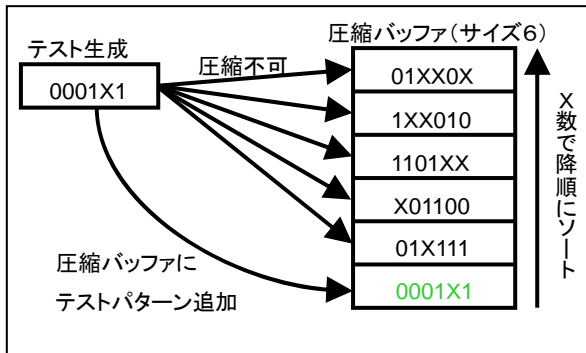 テスト生成
0001X1
圧縮不可
圧縮バッファ(サイズ6)
01XX0X
1XX010
1101XX
X01100
01X111
0001X1
X数で降順にソート
圧縮バッファに
テストパターン追加